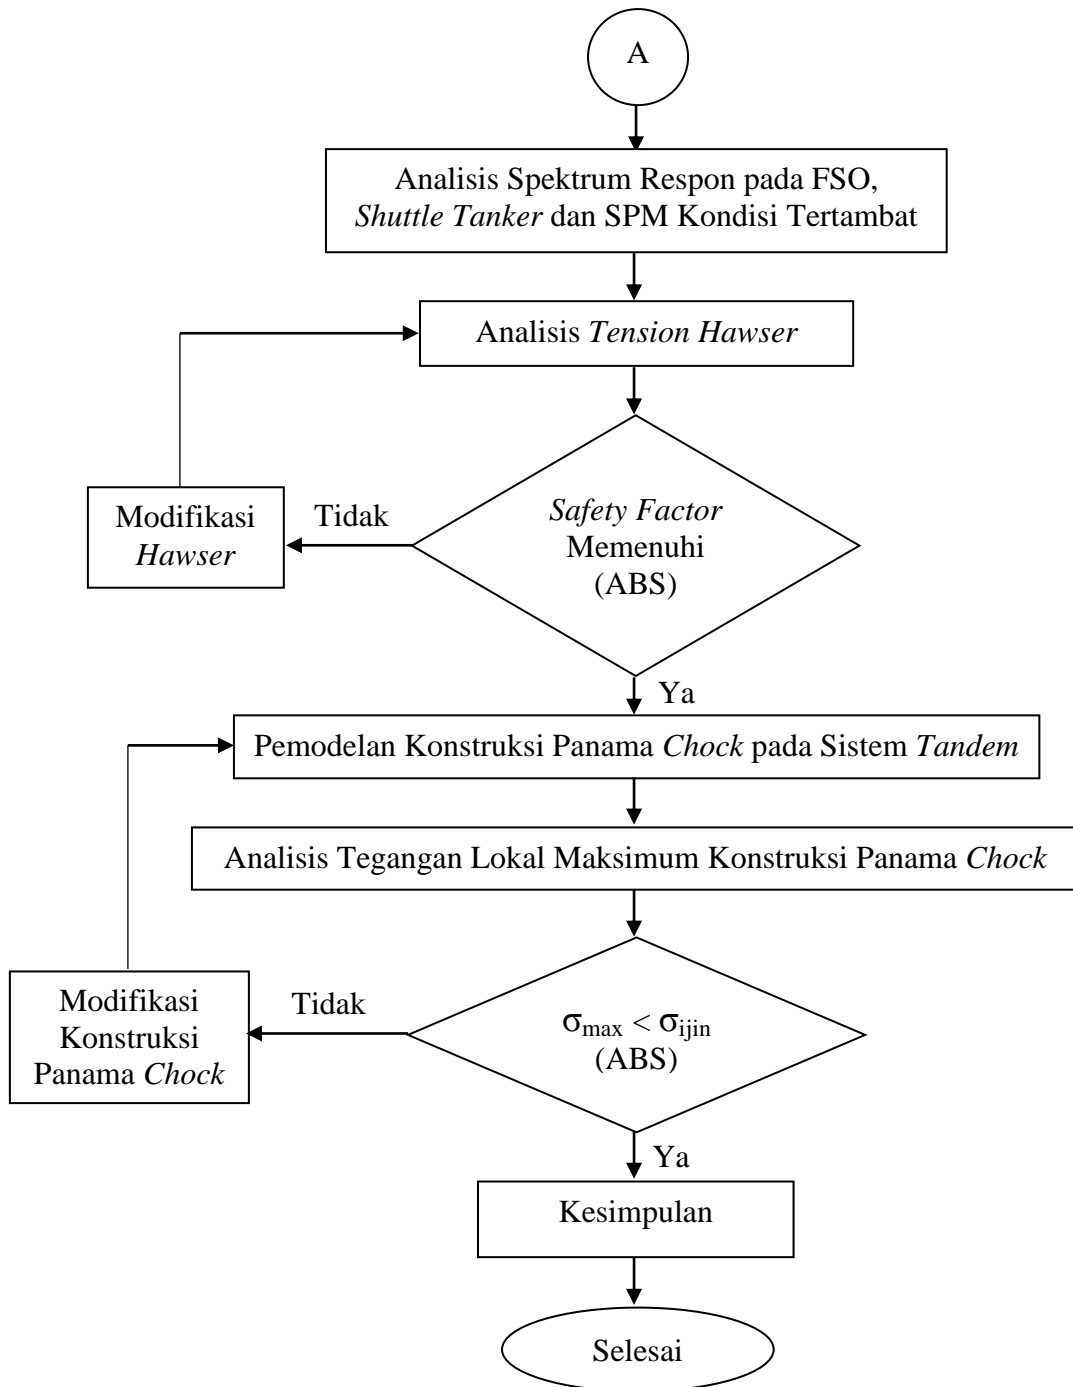 A
Analisis Spektrum Respon pada FSO,
Shuttle Tanker dan SPM Kondisi Tertambat
Analisis Tension Hawser
Modifikasi
Hawser
Tidak
Safety Factor
Memenuhi
(ABS)
Ya
Pemodelan Konstruksi Panama Chock pada Sistem Tandem
Analisis Tegangan Lokal Maksimum Konstruksi Panama Chock
Modifikasi
Konstruksi
Panama Chock
Tidak
σmax < σijin
(ABS)
Ya
Kesimpulan
Selesai